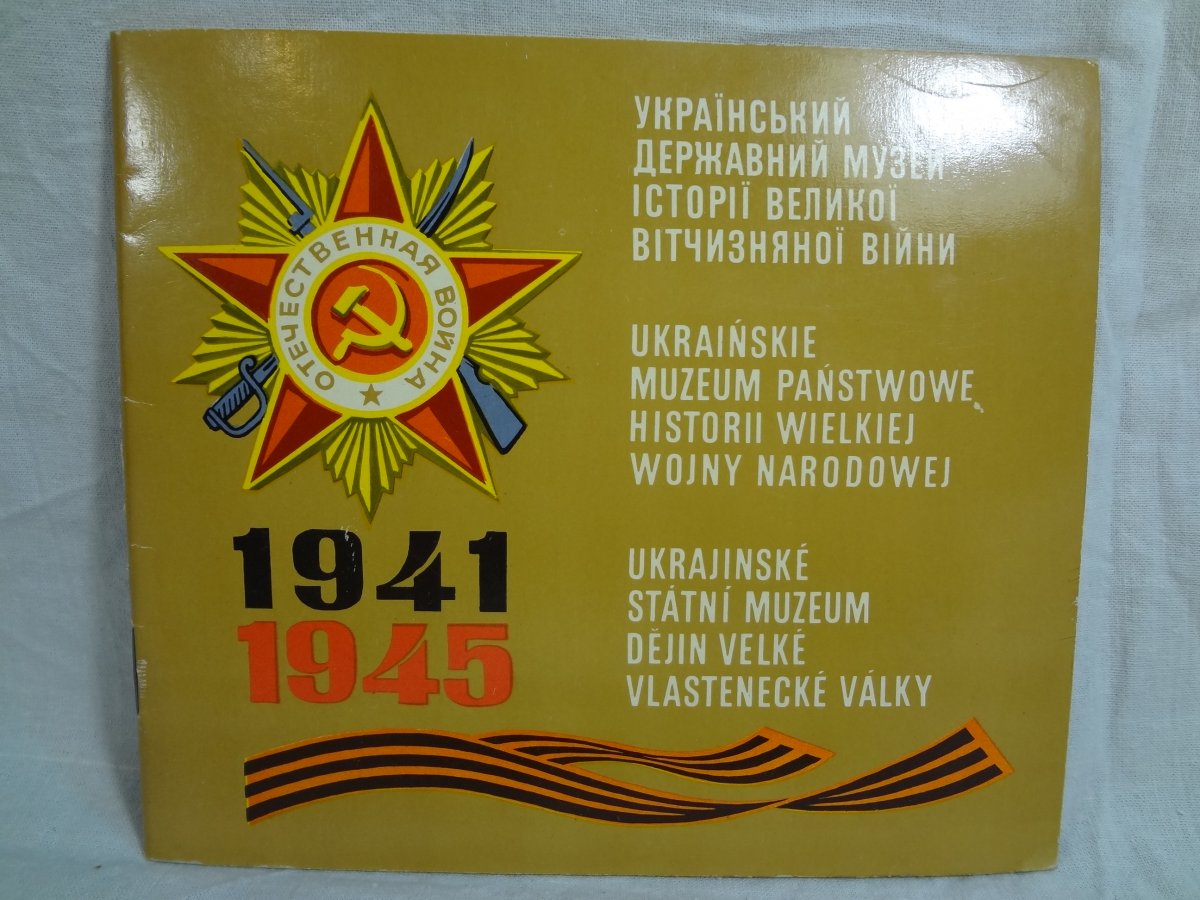 ОТЕЧЕСТВЕННАЯ ВОЙНА
1941
1945
УКРАЇНСЬКИЙ
ДЕРЖАВНИЙ МУЗЕЙ
ІСТОРІЇ ВЕЛИКОЇ
ВІТЧИЗНЯНОЇ ВІЙНИ
UKRAIŃSKIE
MUZEUM PAŃSTWOWE
HISTORII WIELKIEJ
WOJNY NARODOWEJ
UKRAJINSKÉ
STÁTNÍ MUZEUM
DĚJIN VELKÉ
VLASTENECKÉ VÁLKY